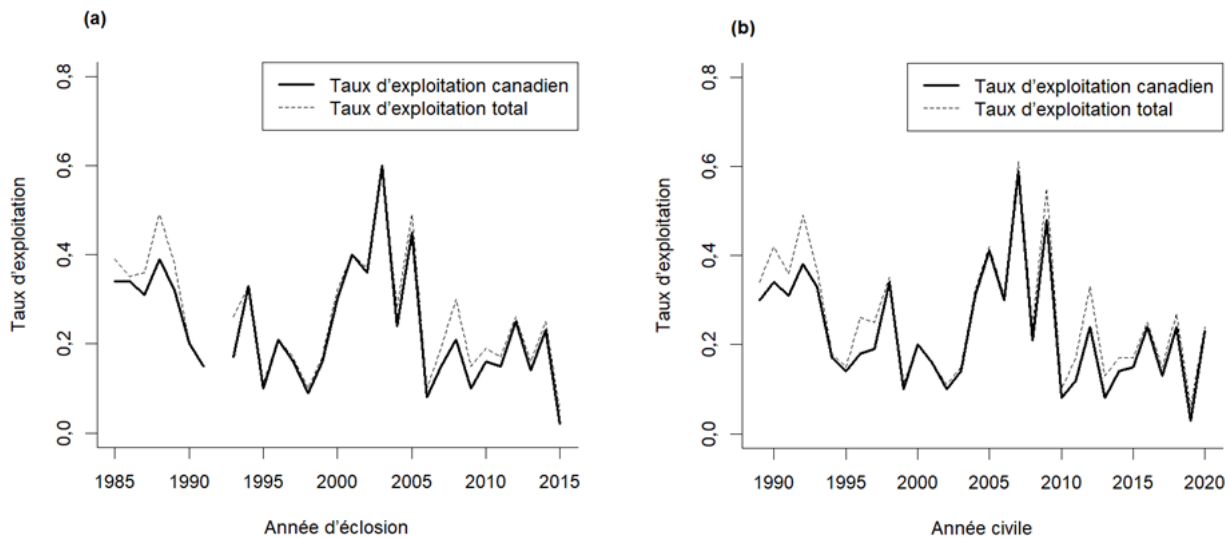 (a)
Taux d'exploitation canadien
Taux d'exploitation total
Taux d'exploitation
0,8
0,6
0,4
0,2
0,0
1985 1990 1995 2000 2005 2010 2015
Année d'éclosion
(b)
Taux d'exploitation canadien
Taux d'exploitation total
Taux d'exploitation
0,8
0,6
0,4
0,2
0,0
1990 1995 2000 2005 2010 2015 2020
Année civile